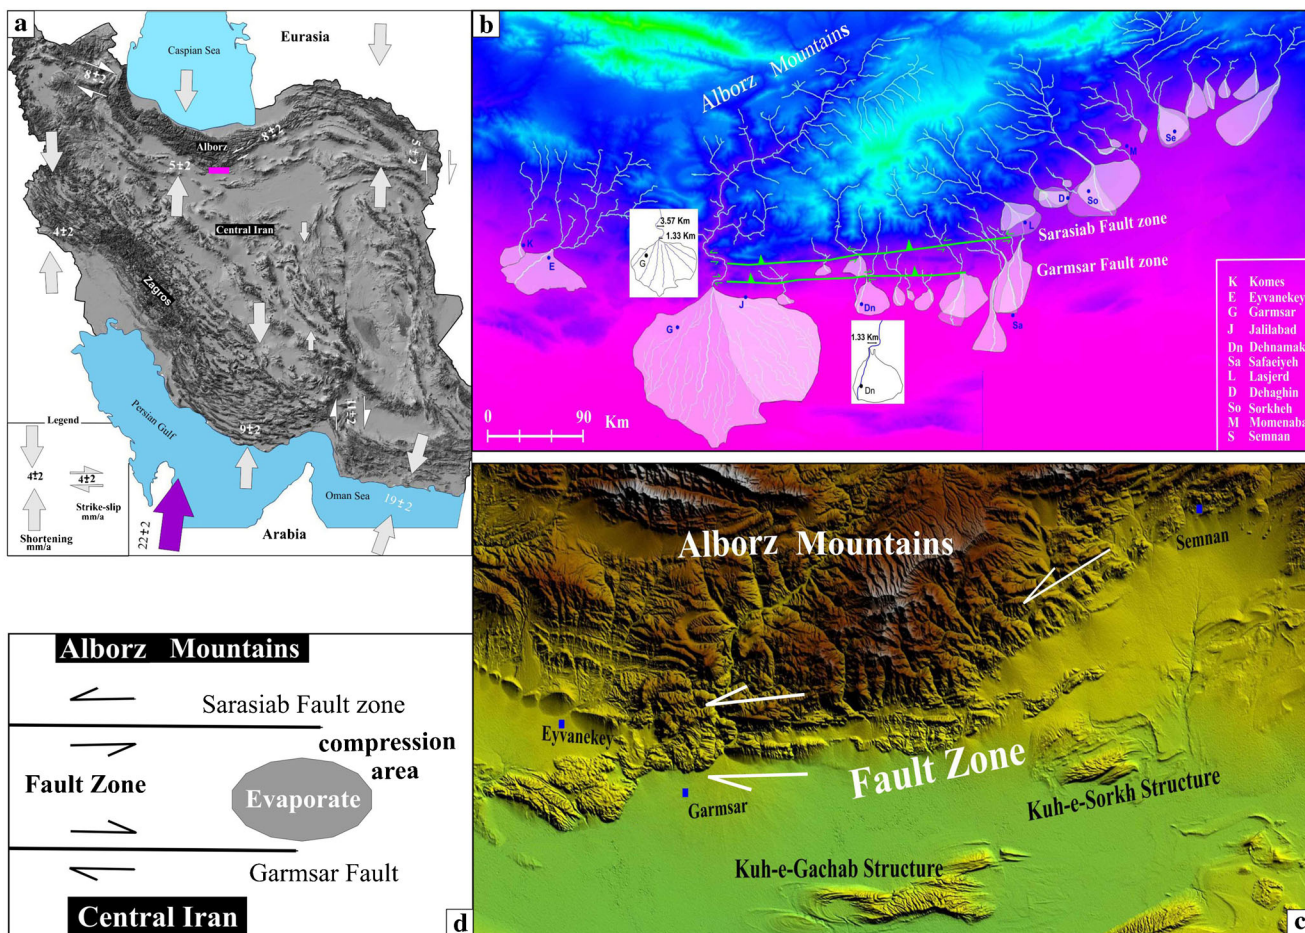 a
Eurasia
Caspian Sea
8±2
8±2
Alborz
5±2
5±2
4±2
Central Iran
Zagros
Persian Gulf
9±2
11±2
Oman Sea
19±2
Arabia
22±2
Legend
4±2
4±2
Strike-slip
mm/a
Shortening
mm/a
b
Alborz Mountains
Se
M
D
So
L
K
E
3.57 Km
1.33 Km
G
Sarasiab Fault zone
Garmsar Fault zone
J
G
Dn
Sa
1.33 Km
Dn
0
90
Km
K Komes
E Eyvanekey
G Garmsar
J Jalilabad
Dn Dehnamak
Sa Safaeiyeh
L Lasjerd
D Dehaghin
So Sorkheh
M Momenaba
S Semnan
Alborz Mountains
Semnan
Eyvanekey
Fault Zone
Garmsar
Kuh-e-Sorkh Structure
Kuh-e-Gachab Structure
c
Alborz Mountains
Sarasiab Fault zone
compression
area
Fault Zone
Evaporate
Garmsar Fault
Central Iran
d